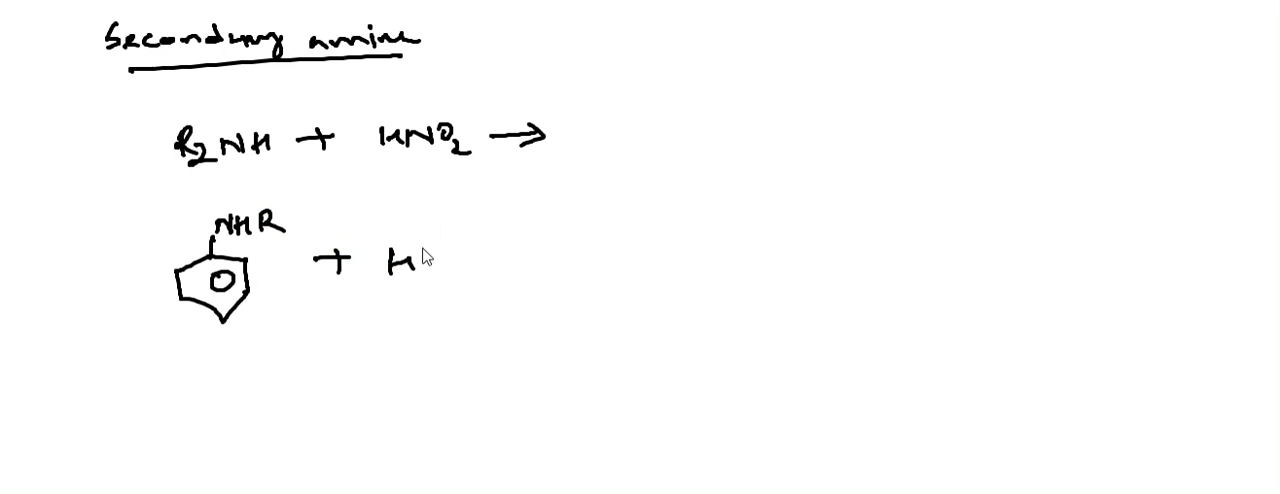 Secondary amine
R₂NH + HNO₂ →
NHR
+ H